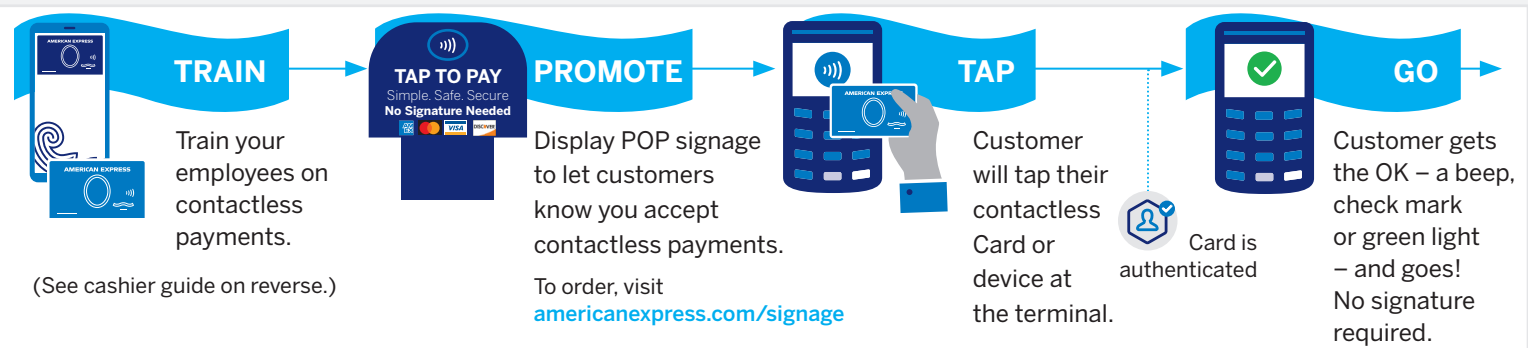 AMERICAN EXPRESS
AMERICAN EXPRESS
TRAIN
Train your
employees on
contactless
payments.
(See cashier guide on reverse.)
TAP TO PAY
Simple. Safe. Secure
No Signature Needed
VISA
DISCOVER
PROMOTE
Display POP signage
to let customers
know you accept
contactless payments.
To order, visit
americanexpress.com/signage
AMERICAN EXPRESS
TAP
Customer
will tap their
contactless
Card or
device at
the terminal.
Card is
authenticated
GO
Customer gets
the OK – a beep,
check mark
or green light
– and goes!
No signature
required.